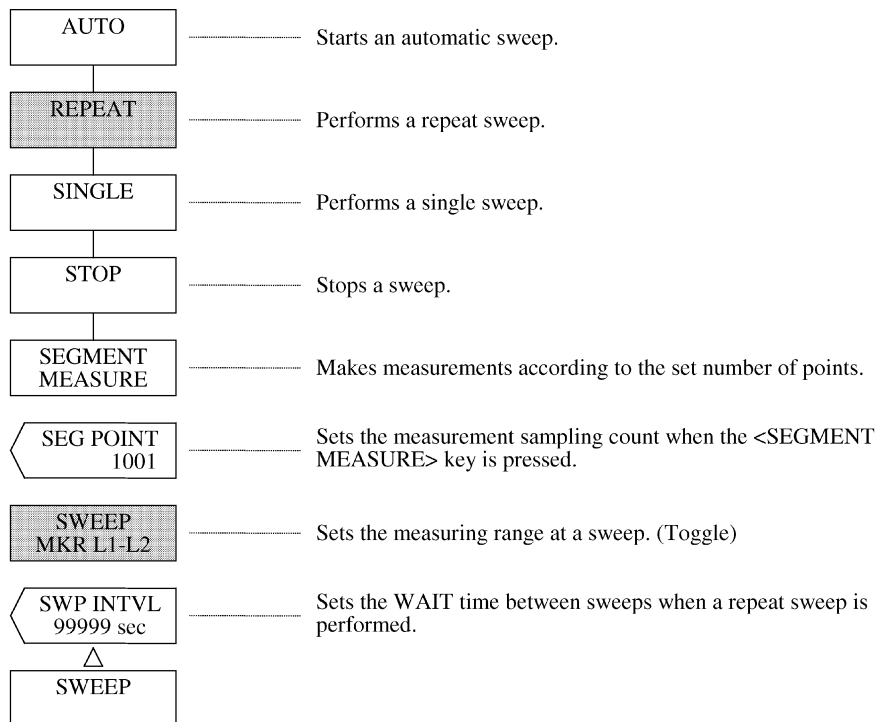 AUTO
Starts an automatic sweep.
REPEAT
Performs a repeat sweep.
SINGLE
Performs a single sweep.
STOP
Stops a sweep.
SEGMENT
MEASURE
Makes measurements according to the set number of points.
SEG POINT
1001
Sets the measurement sampling count when the <SEGMENT
MEASURE> key is pressed.
SWEEP
MKR L1-L2
Sets the measuring range at a sweep. (Toggle)
SWP INTVL
99999 sec
Sets the WAIT time between sweeps when a repeat sweep is
performed.
SWEEP